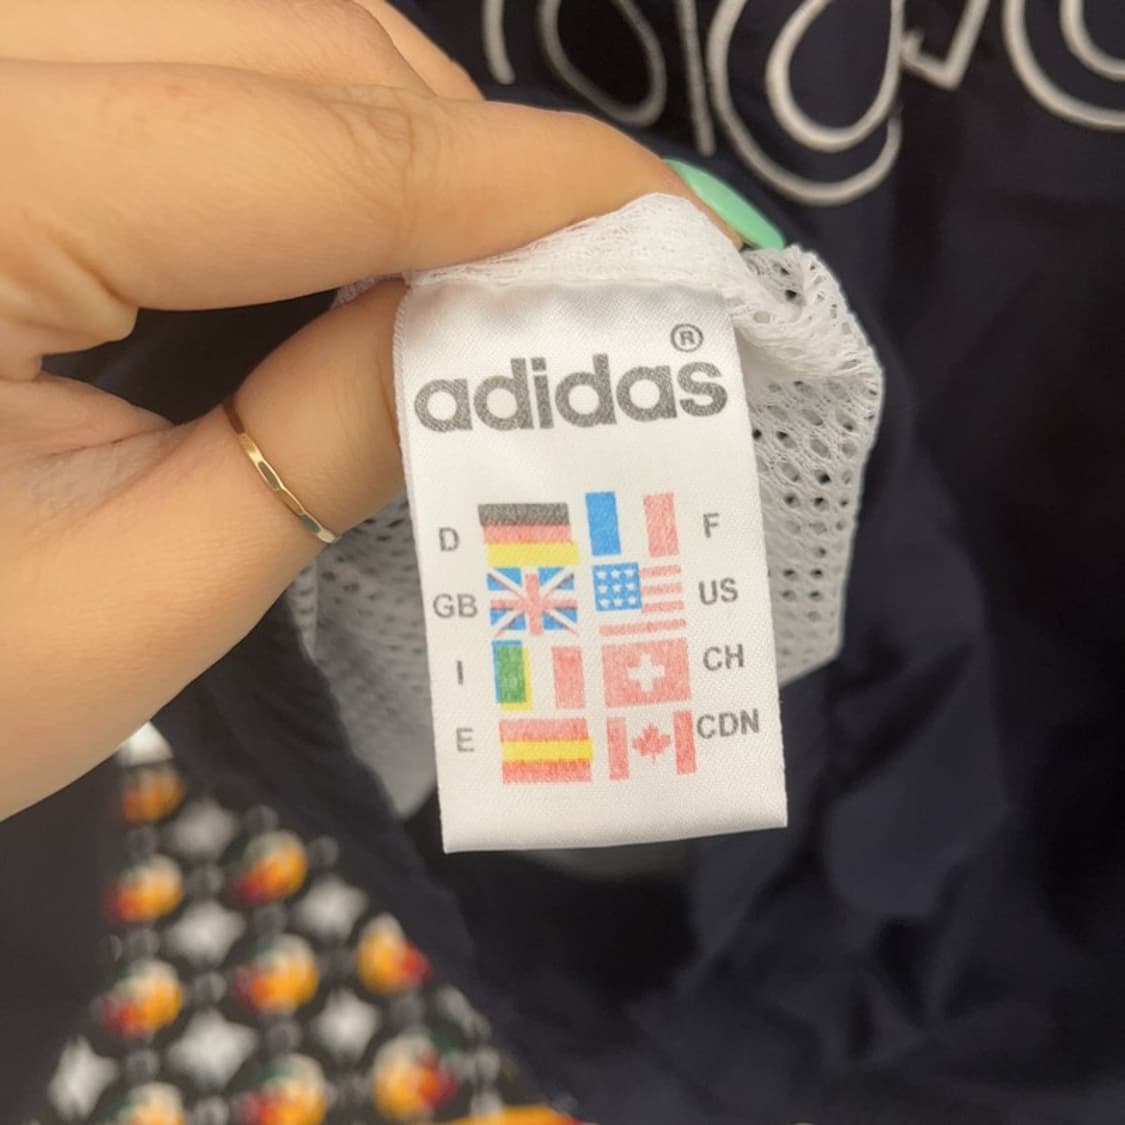 adidas®
D F
GB US
I CH
E CDN